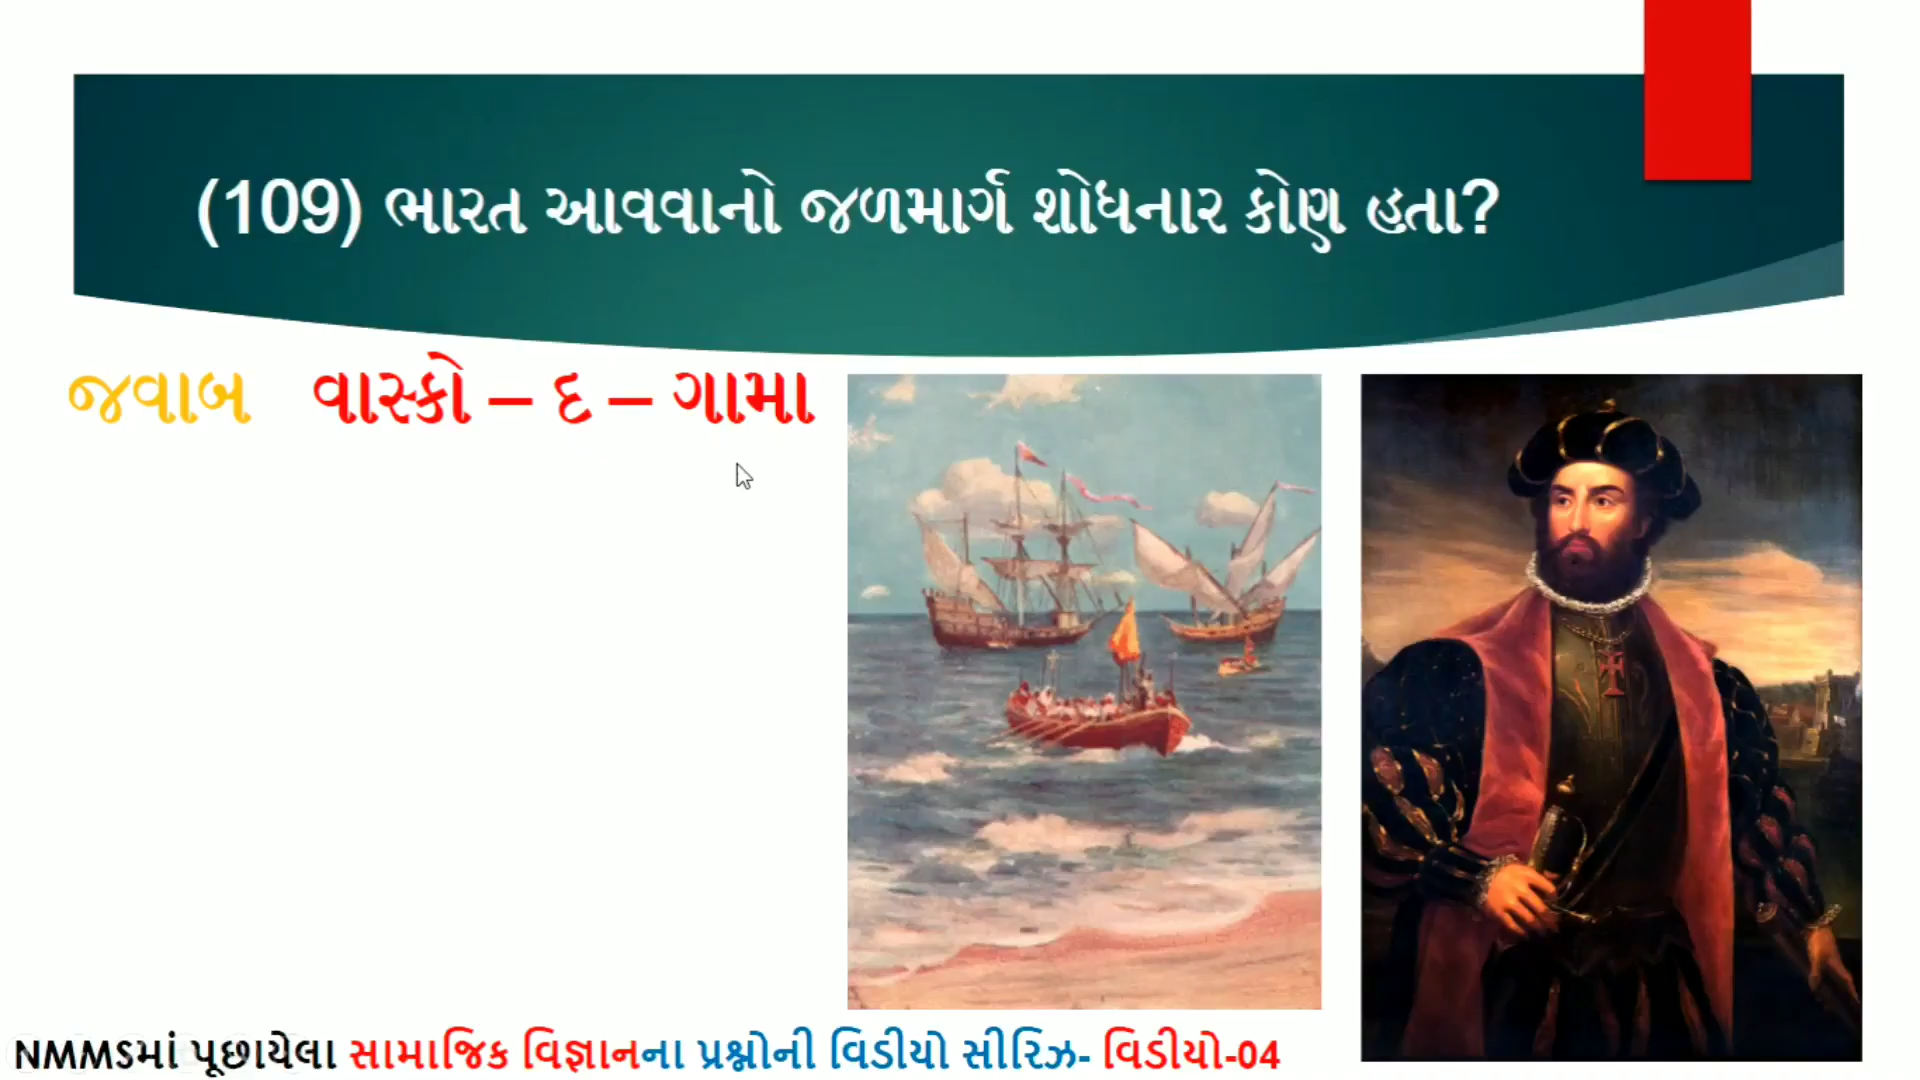 (109) ભારત આવવાનો જળમાર્ગ શોધનાર કોણ હતા?
જવાબ વાસ્કો – દ – ગામા
NMMSમાં પૂછાયેલા સામાજિક વિજ્ઞાનના પ્રશ્નોની વિડીયો સીરિઝ- વિડીયો-04